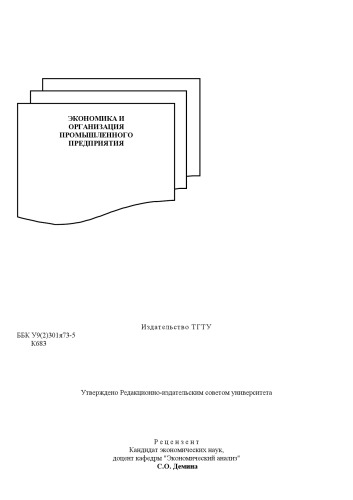 ЭКОНОМИКА И
ОРГАНИЗАЦИЯ
ПРОМЫШЛЕННОГО
ПРЕДПРИЯТИЯ
Издательство ТГТУ
ББК У9(2)301я73-5
К683
Утверждено Редакционно-издательским советом университета
Рецензент
Кандидат экономических наук,
доцент кафедры "Экономический анализ"
С.О. Демина